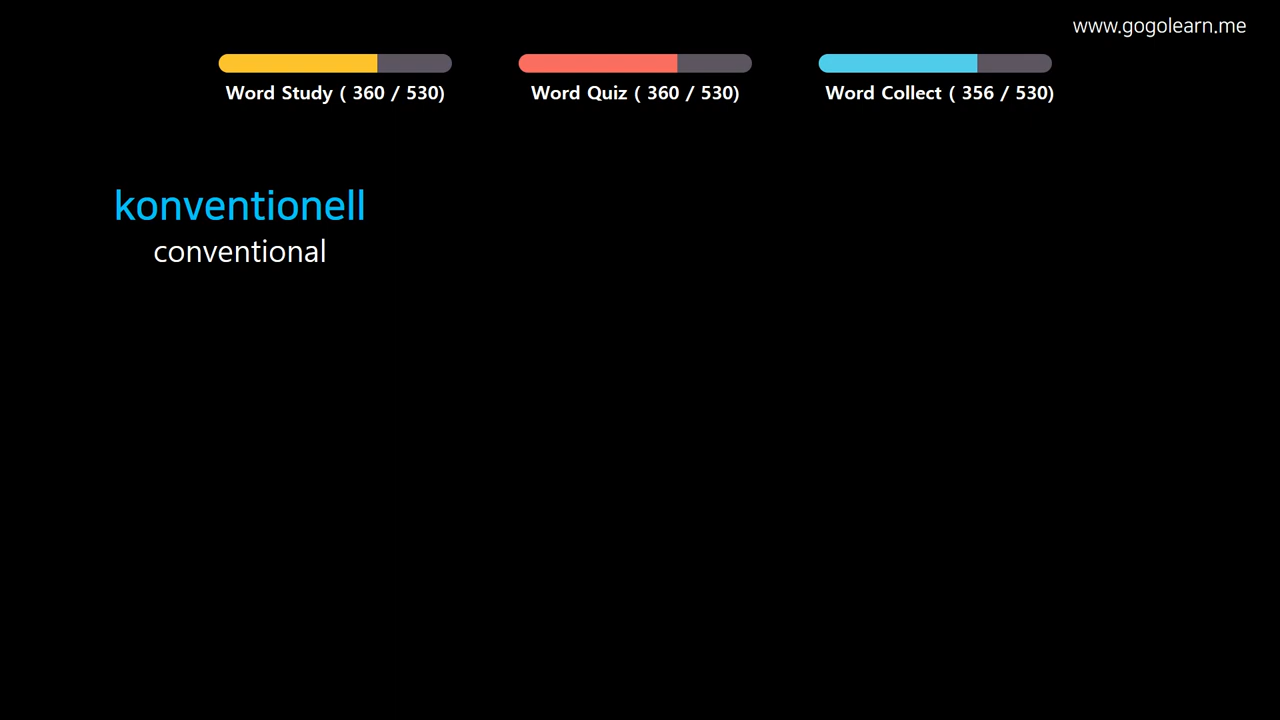 www.gogolearn.me
Word Study ( 360 / 530)
Word Quiz ( 360 / 530)
Word Collect ( 356 / 530)
konventionell
conventional